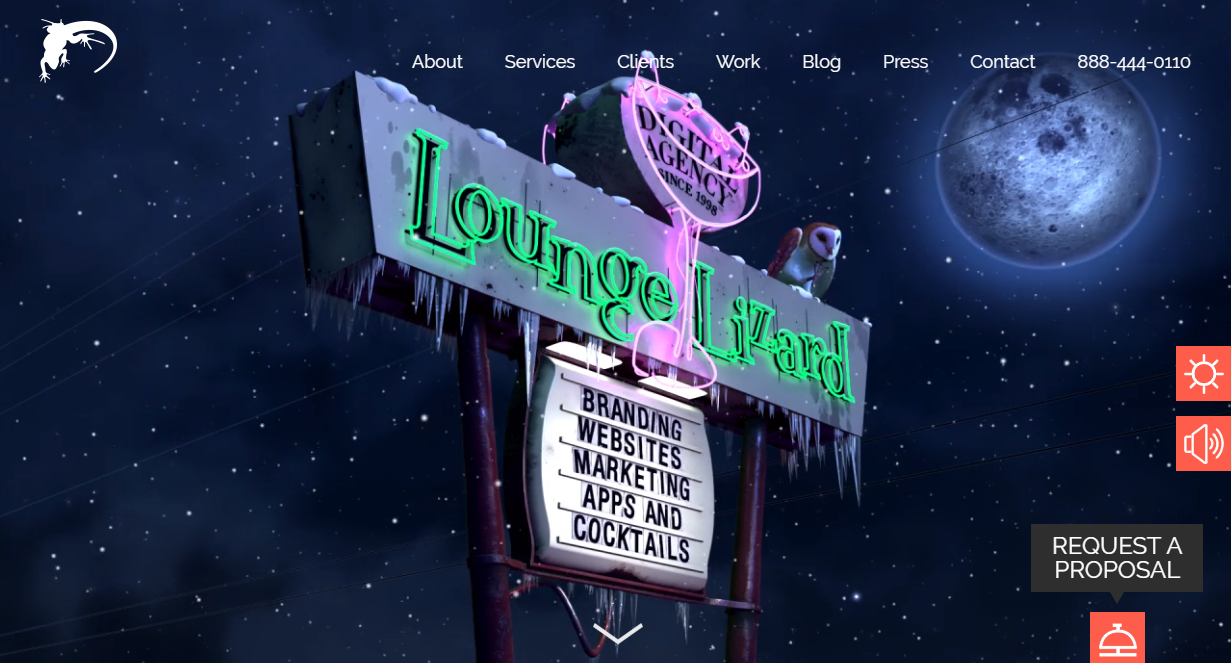 About Services Clients Work Blog Press Contact 888-444-0110
DIGITAL
AGENCY
SINCE 1998
Lounge Lizard
BRANDING
WEBSITES
MARKETING
APPS AND
COCKTAILS
REQUEST A
PROPOSAL